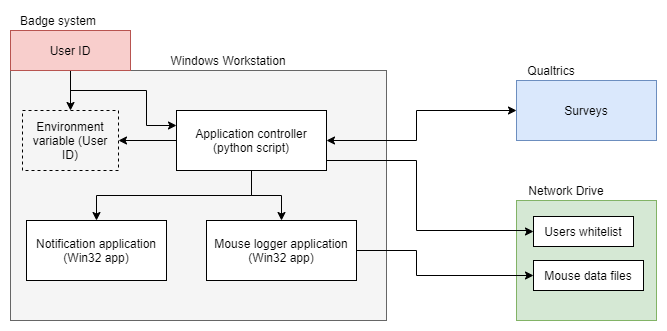 Badge system
User ID
Windows Workstation
Qualtrics
Surveys
Environment
variable (User
ID)
Application controller
(python script)
Network Drive
Users whitelist
Mouse data files
Notification application
(Win32 app)
Mouse logger application
(Win32 app)